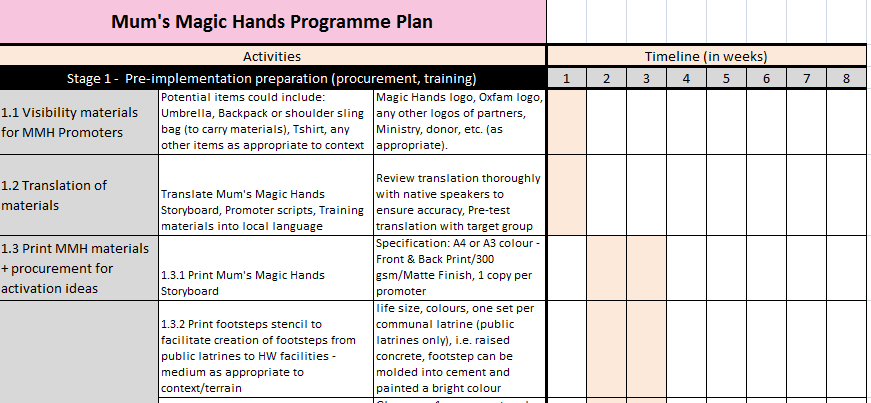 Mum's Magic Hands Programme Plan
Activities
Timeline (in weeks)
Stage 1 - Pre-implementation preparation (procurement, training)
1 2 3 4 5 6 7 8
1.1 Visibility materials
for MMH Promoters
Potential items could include:
Umbrella, Backpack or shoulder sling
bag (to carry materials), Tshirt, any
other items as appropriate to context
Magic Hands logo, Oxfam logo,
any other logos of partners,
Ministry, donor, etc. (as
appropriate).
1.2 Translation of
materials
Translate Mum's Magic Hands
Storyboard, Promoter scripts, Training
materials into local language
Review translation thoroughly
with native speakers to
ensure accuracy, Pre-test
translation with target group
1.3 Print MMH materials
+ procurement for
activation ideas
1.3.1 Print Mum's Magic Hands
Storyboard
Specification: A4 or A3 colour -
Front & Back Print/300
gsm/Matte Finish, 1 copy per
promoter
1.3.2 Print footsteps stencil to
facilitate creation of footsteps from
public latrines to HW facilities -
medium as appropriate to
context/terrain
life size, colours, one set per
communal latrine (public
latrines only), i.e. raised
concrete, footstep can be
molded into cement and
painted a bright colour